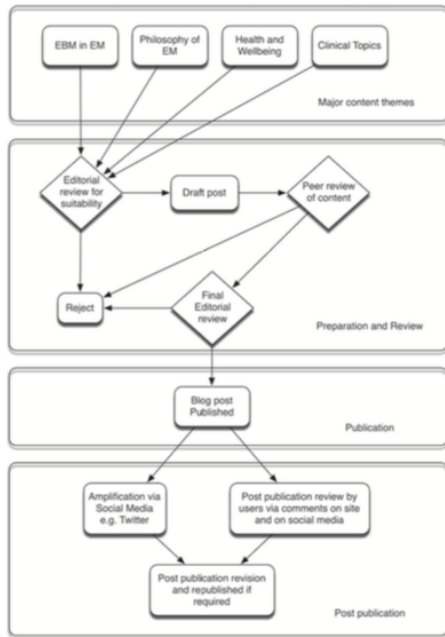 EBM in EM
Philosophy of
EM
Health and
Wellbeing
Clinical Topics
Major content themes
Editorial
review for
suitability
Draft post
Peer review
of content
Reject
Final
Editorial
review
Preparation and Review
Blog post
Published
Publication
Amplification via
Social Media
e.g. Twitter
Post publication review by
users via comments on site
and on social media
Post publication revision
and republished if
required
Post publication